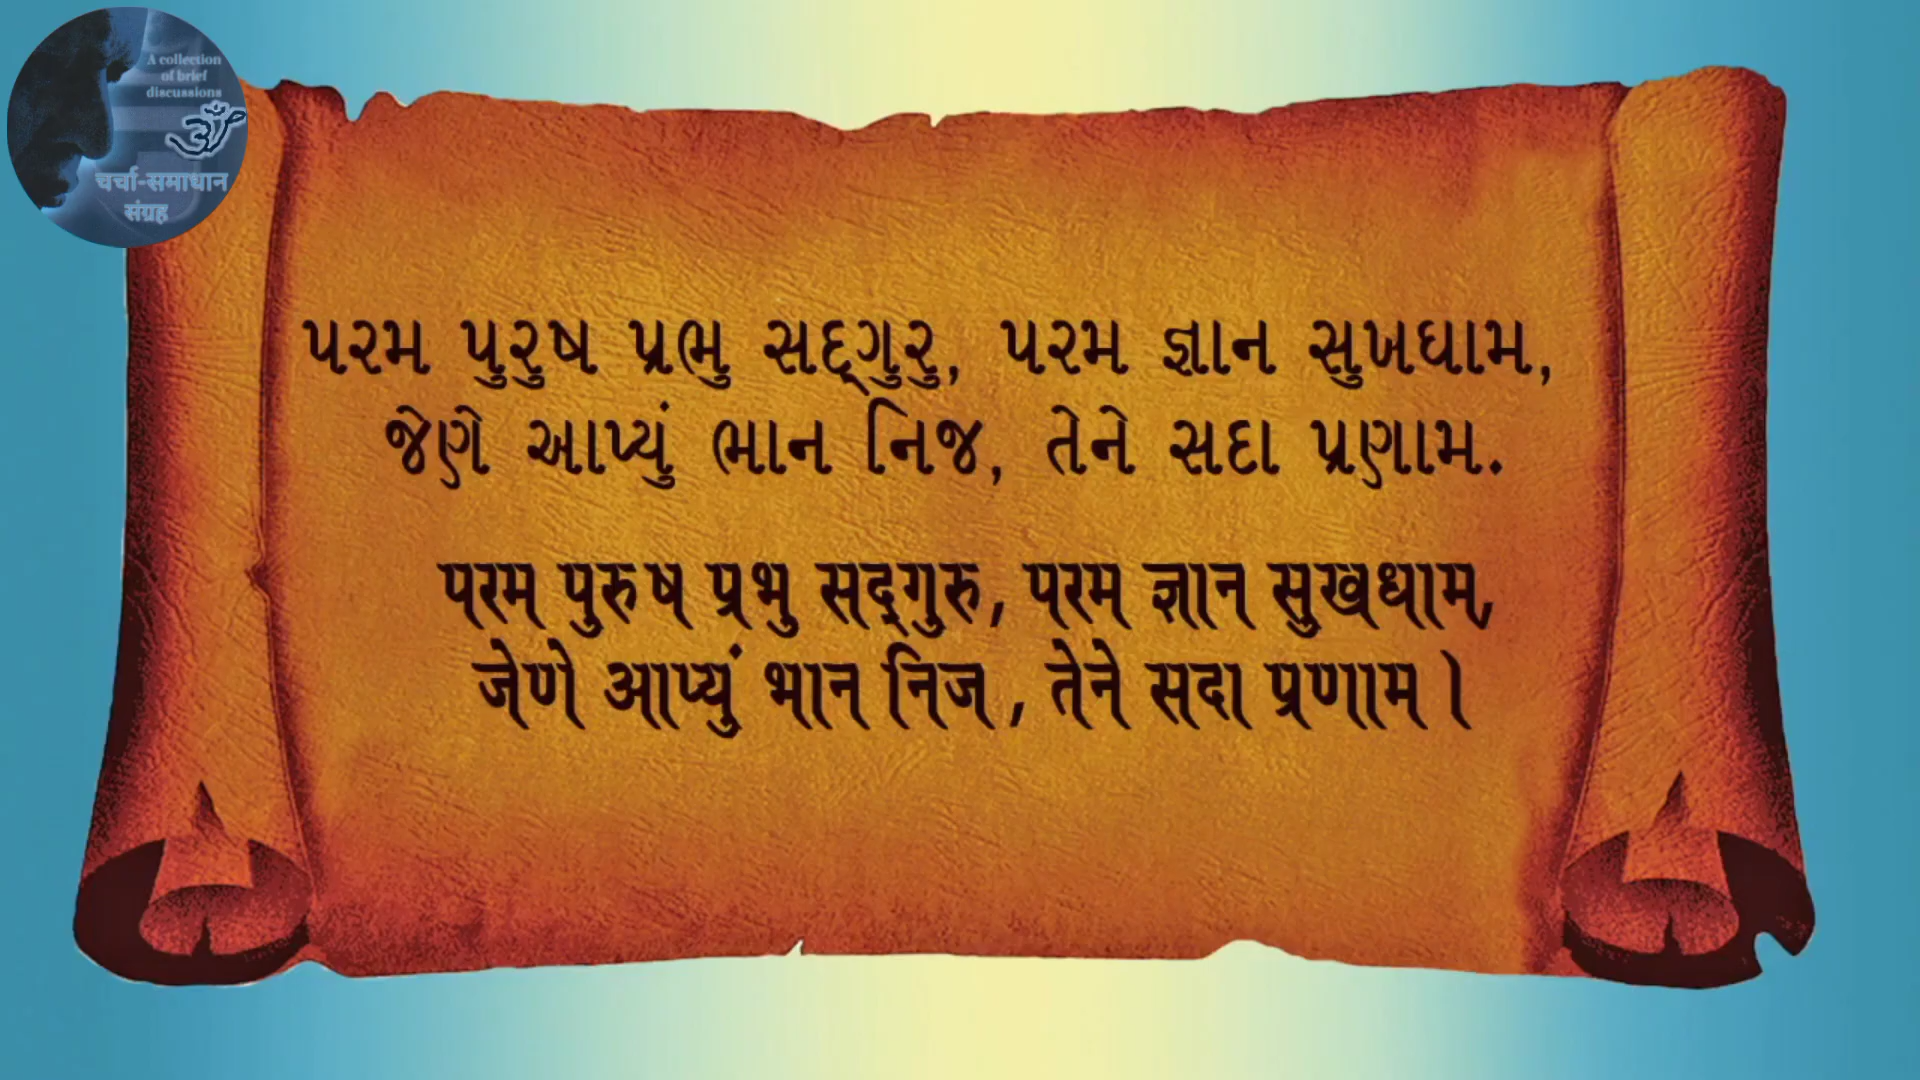 A collection
of brief
discussions
ॐ
चर्चा-समाधान
संग्रह
પરમ પુરુષ પ્રભુ સદ્‌ગુરુ, પરમ જ્ઞાન સુખધામ,
જેણે આપ્યું ભાન નિજ, તેને સદા પ્રણામ.
परम पुरुष प्रभु सद्‌गुरु, परम ज्ञान सुखधाम,
जेणे आप्युं भान निज, तेने सदा प्रणाम।